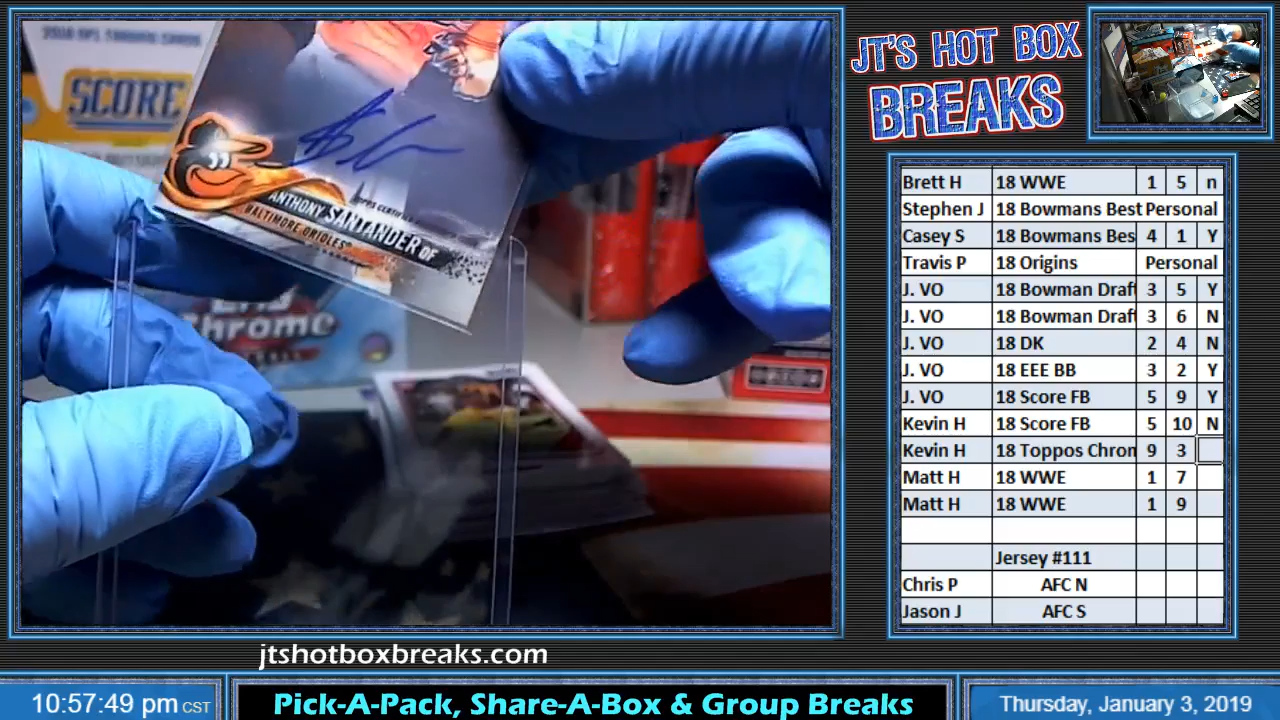 SCORE
ANTHONY SANTANDER OF
BALTIMORE ORIOLES
Chrome
JT'S HOT BOX
BREAKS
Brett H 18 WWE 1 5 n
Stephen J 18 Bowmans Best Personal
Casey S 18 Bowmans Bes 4 1 Y
Travis P 18 Origins Personal
J. VO 18 Bowman Draft 3 5 Y
J. VO 18 Bowman Draft 3 6 N
J. VO 18 DK 2 4 N
J. VO 18 EEE BB 3 2 Y
J. VO 18 Score FB 5 9 Y
Kevin H 18 Score FB 5 10 N
Kevin H 18 Toppos Chrom 9 3
Matt H 18 WWE 1 7
Matt H 18 WWE 1 9
Jersey #111
Chris P AFC N
Jason J AFC S
jtshotboxbreaks.com
10:57:49 pm CST
Pick-A-Pack, Share-A-Box & Group Breaks
Thursday, January 3, 2019